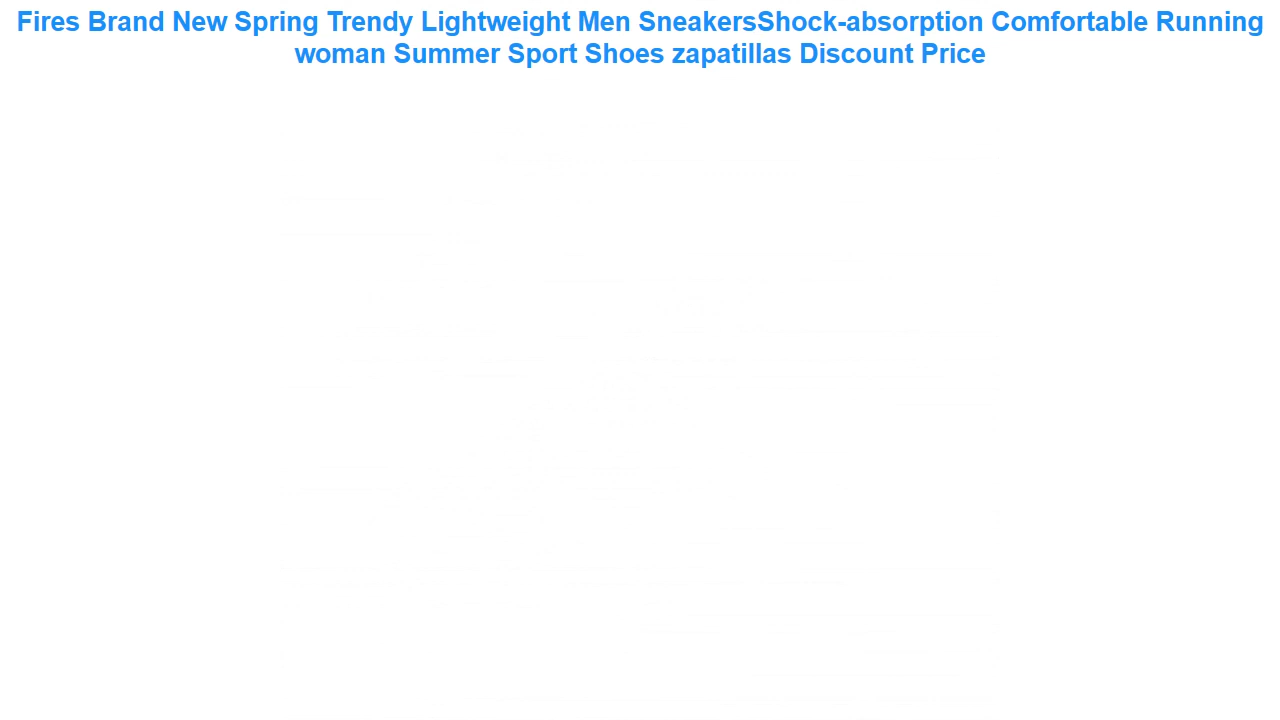 Fires Brand New Spring Trendy Lightweight Men SneakersShock-absorption Comfortable Running
woman Summer Sport Shoes zapatillas Discount Price